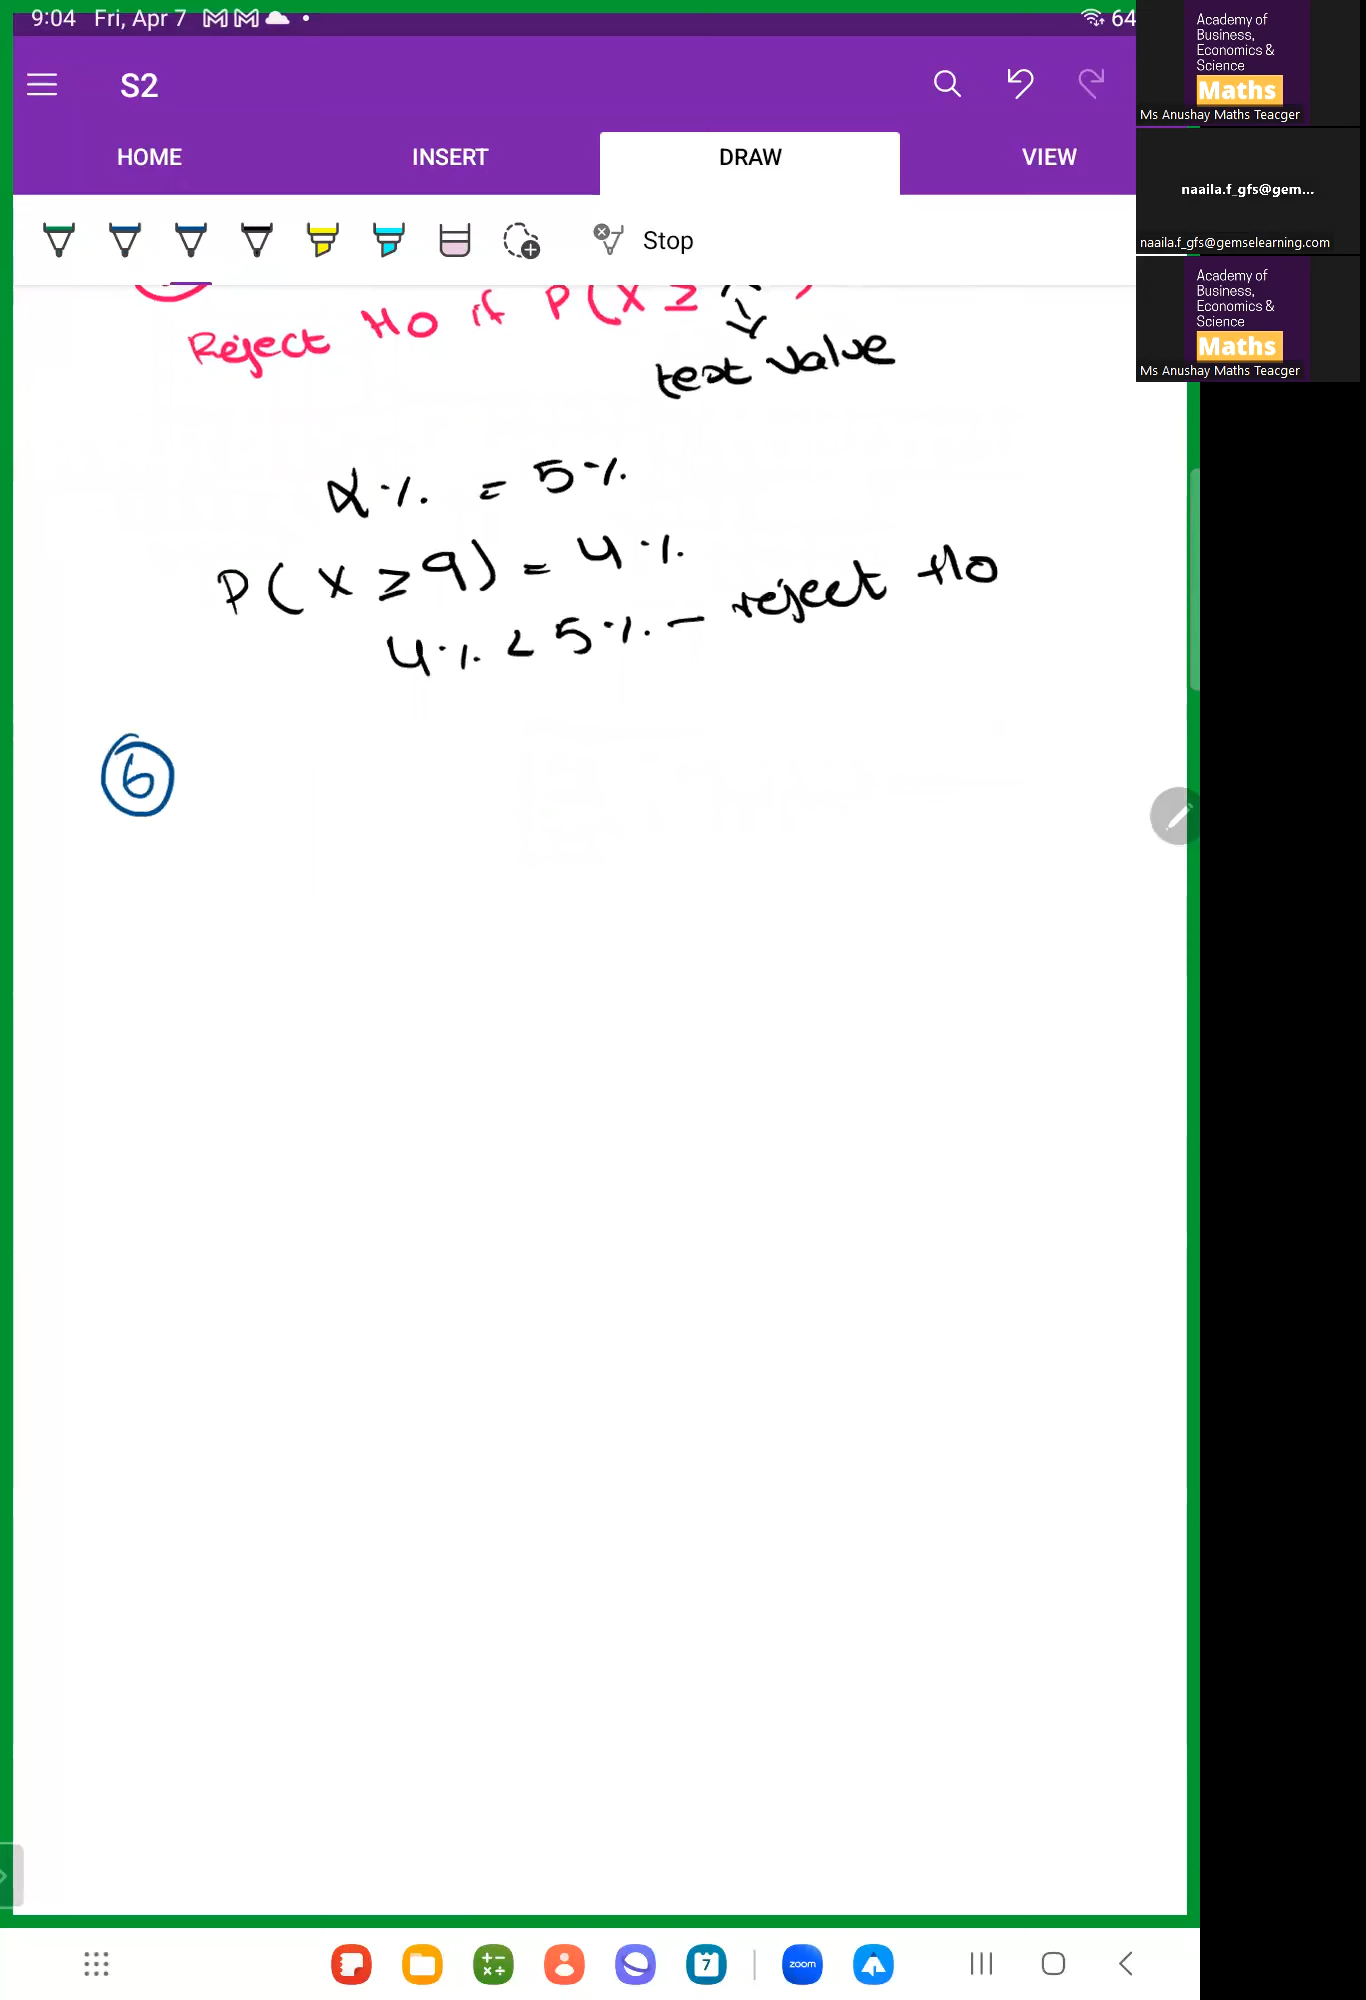 9:04 Fri, Apr 7 64
S2
HOME INSERT DRAW VIEW
Stop
Reject Ho if P(X ≥
test value
α% = 5%
P(X ≥ 9) = 4%
4% < 5% - reject Ho
6
Academy of
Business,
Economics &
Science
Maths
Ms Anushay Maths Teacger
naaila.f_gfs@gem...
naaila.f_gfs@gemselearning.com
Academy of
Business,
Economics &
Science
Maths
Ms Anushay Maths Teacger
7
zoom